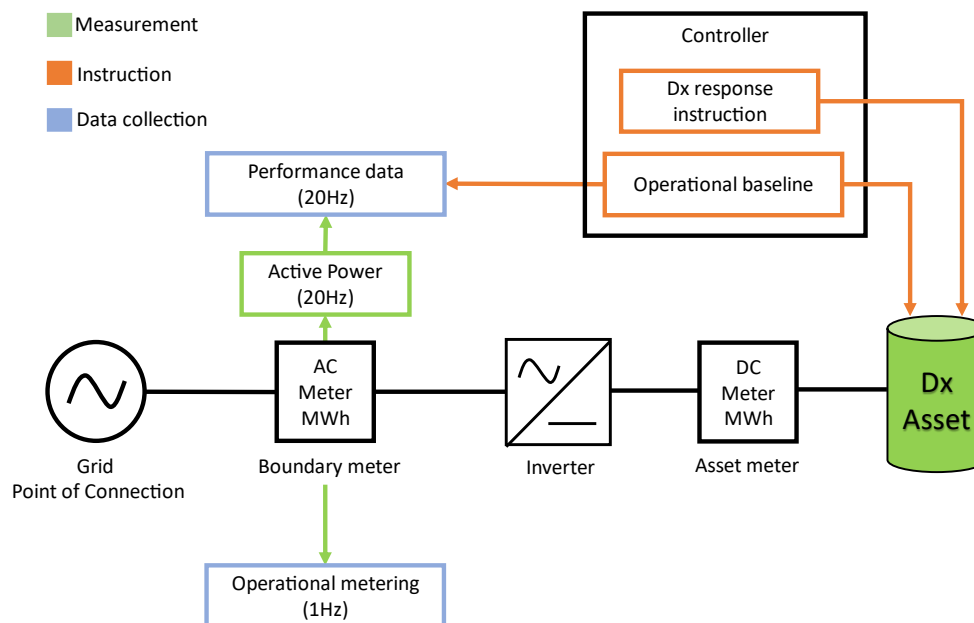 Measurement
Instruction
Data collection
Controller
Dx response
instruction
Operational baseline
Performance data
(20Hz)
Active Power
(20Hz)
AC
Meter
MWh
DC
Meter
MWh
Dx
Asset
Grid
Point of Connection
Boundary meter
Inverter
Asset meter
Operational metering
(1Hz)